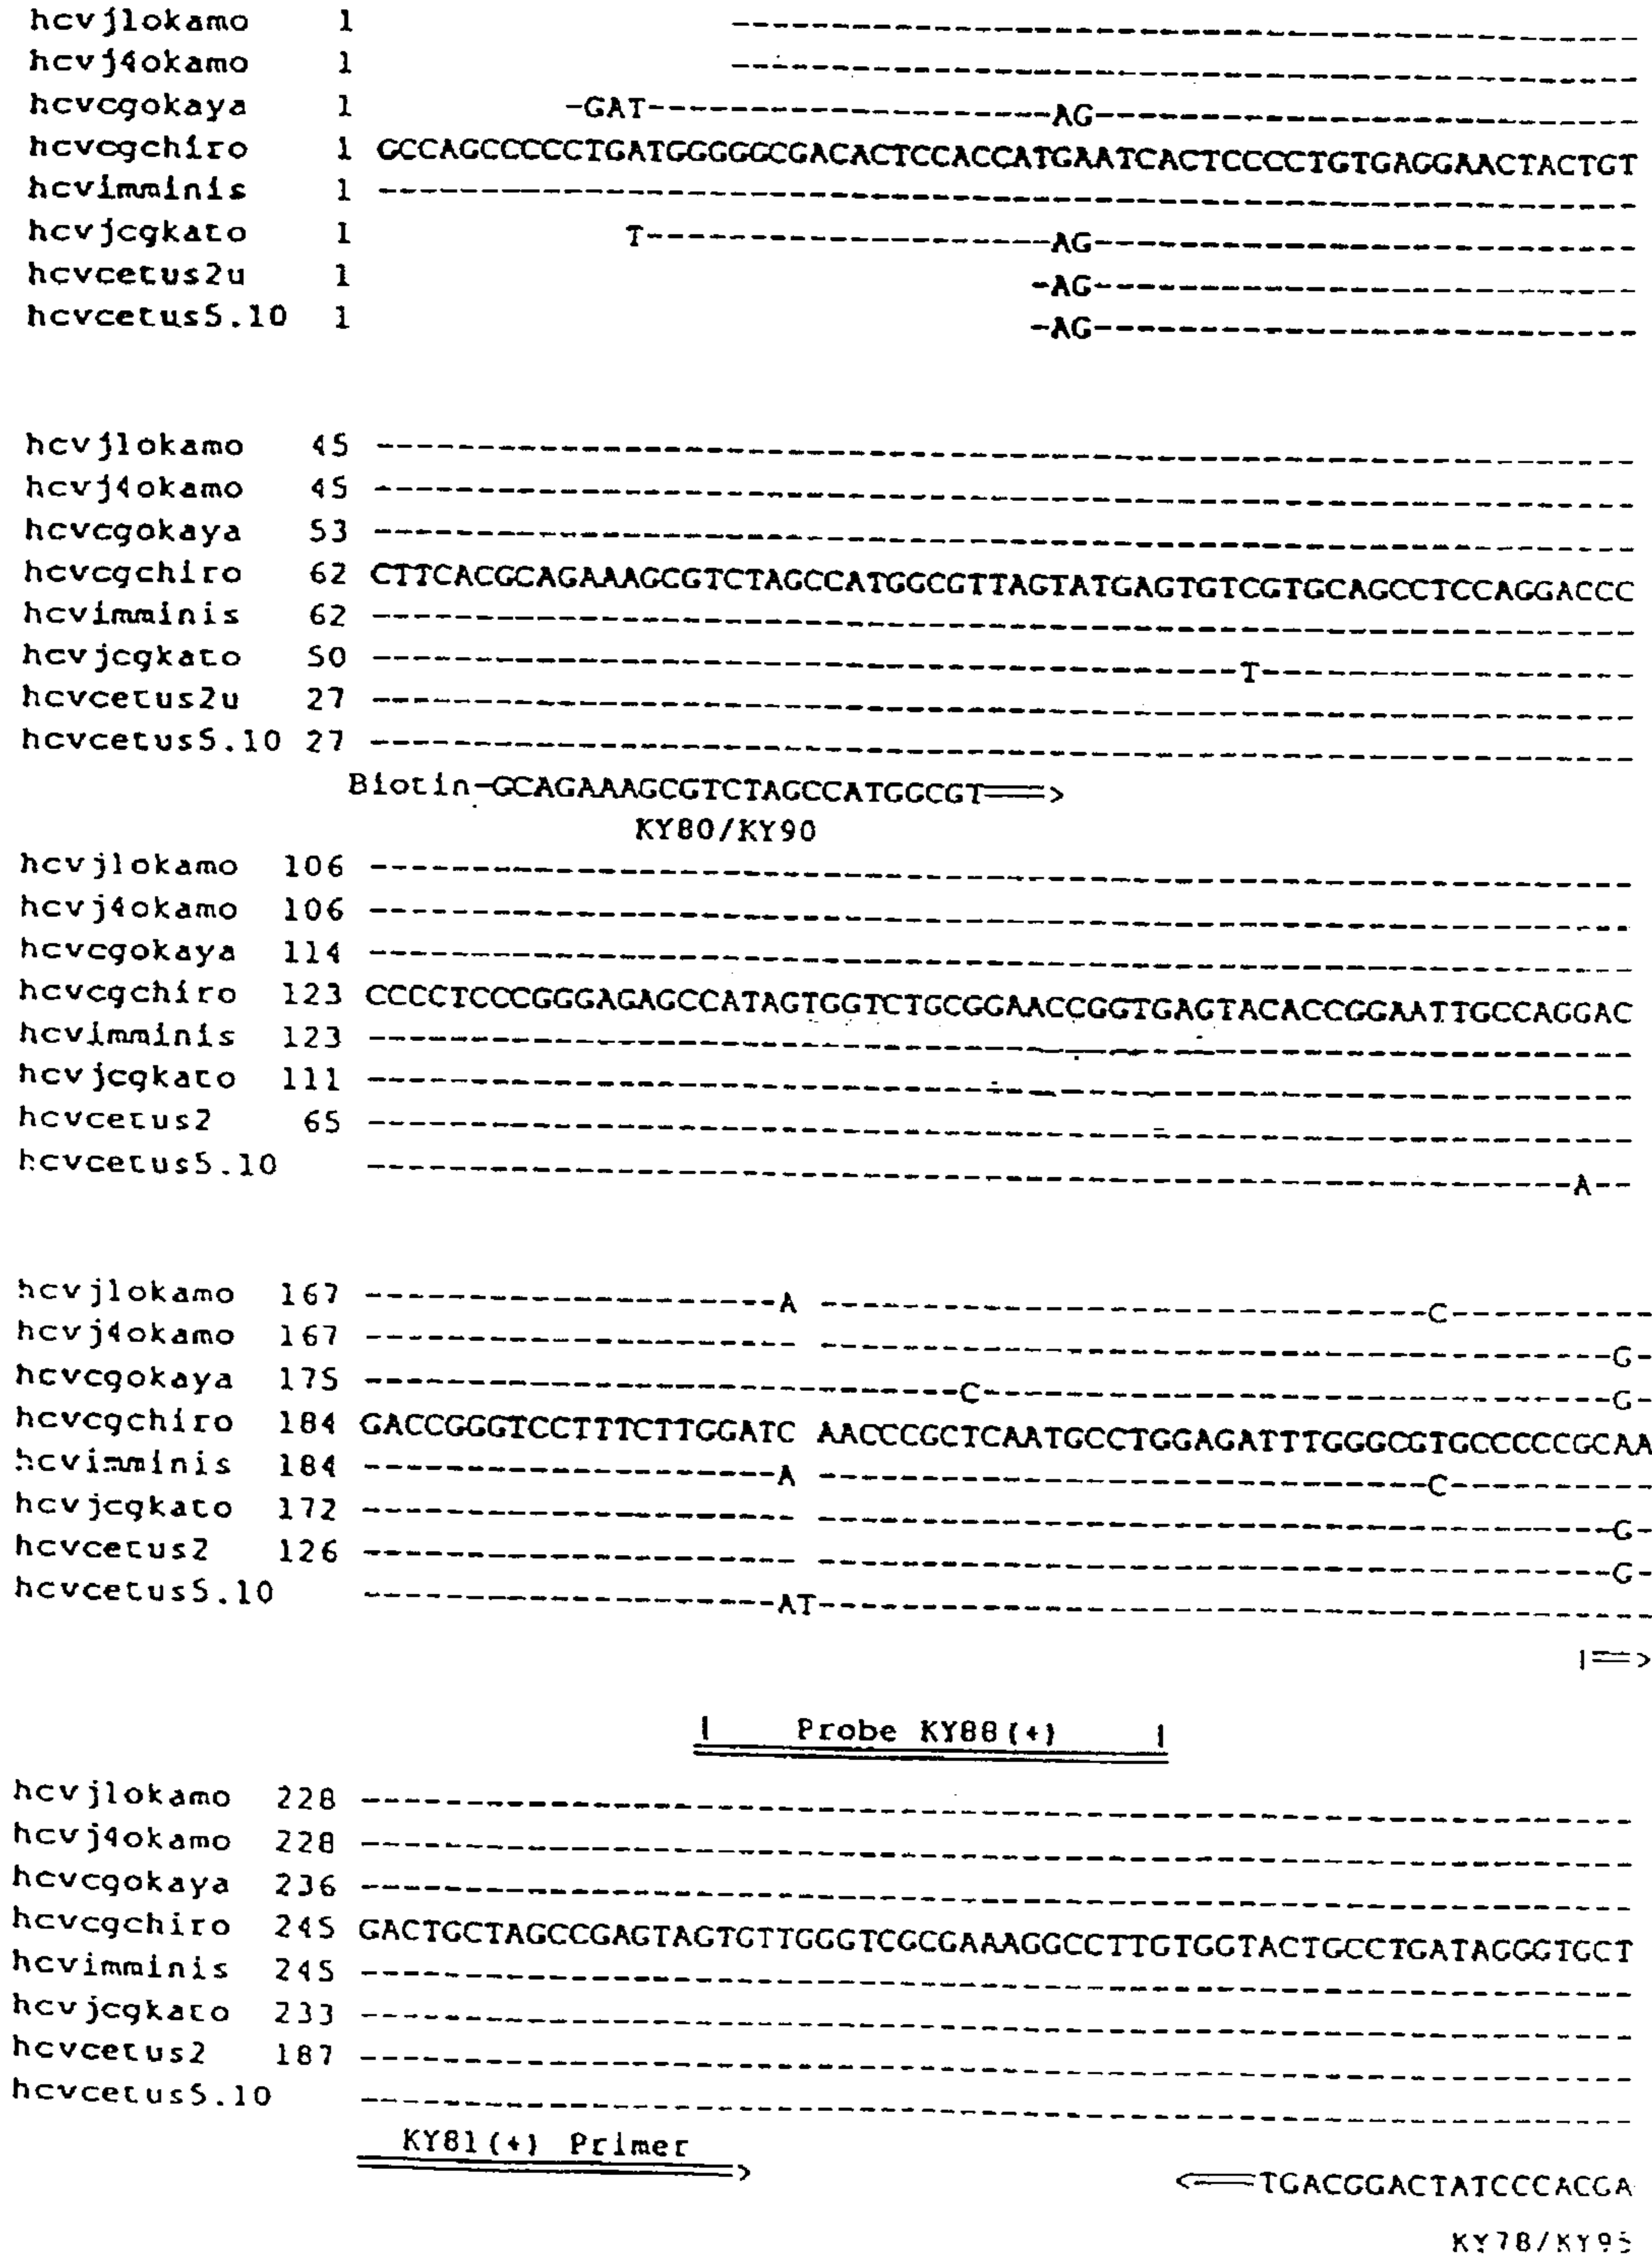 hcvjlokamo 1 --------------------------------------------
hcvj4okamo 1 --------------------------------------------
hcvcgokaya 1 -GAT--------------------AG--------------------------
hcvcgchiro 1 GCCAGCCCCCCTGATGGGGGCGACACTCCACCATGAATCACTCCCCTGTGAGGAACTACTGT
hcvimminis 1 -------------------------------------------------------------
hcvjcgkato 1 T--------------------AG--------------------------
hcvcetus2u 1 -AG--------------------------
hcvcetus5.10 1 -AG--------------------------
hcvjlokamo 45 -------------------------------------------------------------
hcvj4okamo 45 -------------------------------------------------------------
hcvcgokaya 53 -------------------------------------------------------------
hcvcgchiro 62 CTTCACGCAGAAAGCGTCTAGCCATGGCGTTAGTATGAGTGTCGTGCAGCCTCCAGGACCC
hcvimminis 62 -------------------------------------------------------------
hcvjcgkato 50 ------------------------------------------T------------------
hcvcetus2u 27 -------------------------------------------------------------
hcvcetus5.10 27 -------------------------------------------------------------
Biotin-GCAGAAAGCGTCTAGCCATGGCGT==>
KY80/KY90
hcvjlokamo 106 -------------------------------------------------------------
hcvj4okamo 106 -------------------------------------------------------------
hcvcgokaya 114 -------------------------------------------------------------
hcvcgchiro 123 CCCCTCCCGGGAGAGCCATAGTGGTCTGCGGAACCGGTGAGTACACCGGAATTGCCAGGAC
hcvimminis 123 -------------------------------------------------------------
hcvjcgkato 111 -------------------------------------------------------------
hcvcetus2 65 -------------------------------------------------------------
hcvcetus5.10 ----------------------------------------------------------A--
hcvjlokamo 167 --------------------A -----------------------------C----------
hcvj4okamo 167 --------------------- --------------------------------------G-
hcvcgokaya 175 -----------------------------C-------------------------------G-
hcvcgchiro 184 GACCGGGTCCTTTCTTGGATC AACCCGCTCAATGCCTGGAGATTTGGGCGTGCCCCCGCAA
hcvimminis 184 --------------------A -----------------------------C----------
hcvjcgkato 172 --------------------- --------------------------------------G-
hcvcetus2 126 --------------------- --------------------------------------G-
hcvcetus5.10 --------------------AT----------------------------------------
|==>
| Probe KY88(+) |
hcvjlokamo 228 -------------------------------------------------------------
hcvj4okamo 228 -------------------------------------------------------------
hcvcgokaya 236 -------------------------------------------------------------
hcvcgchiro 245 GACTGCTAGCCGAGTAGTGTTGGGTCGCGAAAGGCCTTGTGGTACTGCCTGATAGGGTGCT
hcvimminis 245 -------------------------------------------------------------
hcvjcgkato 233 -------------------------------------------------------------
hcvcetus2 187 -------------------------------------------------------------
hcvcetus5.10 -------------------------------------------------------------
KY81(+) Primer >
<==TGACGGACTATCCCACGA
KY78/KY95